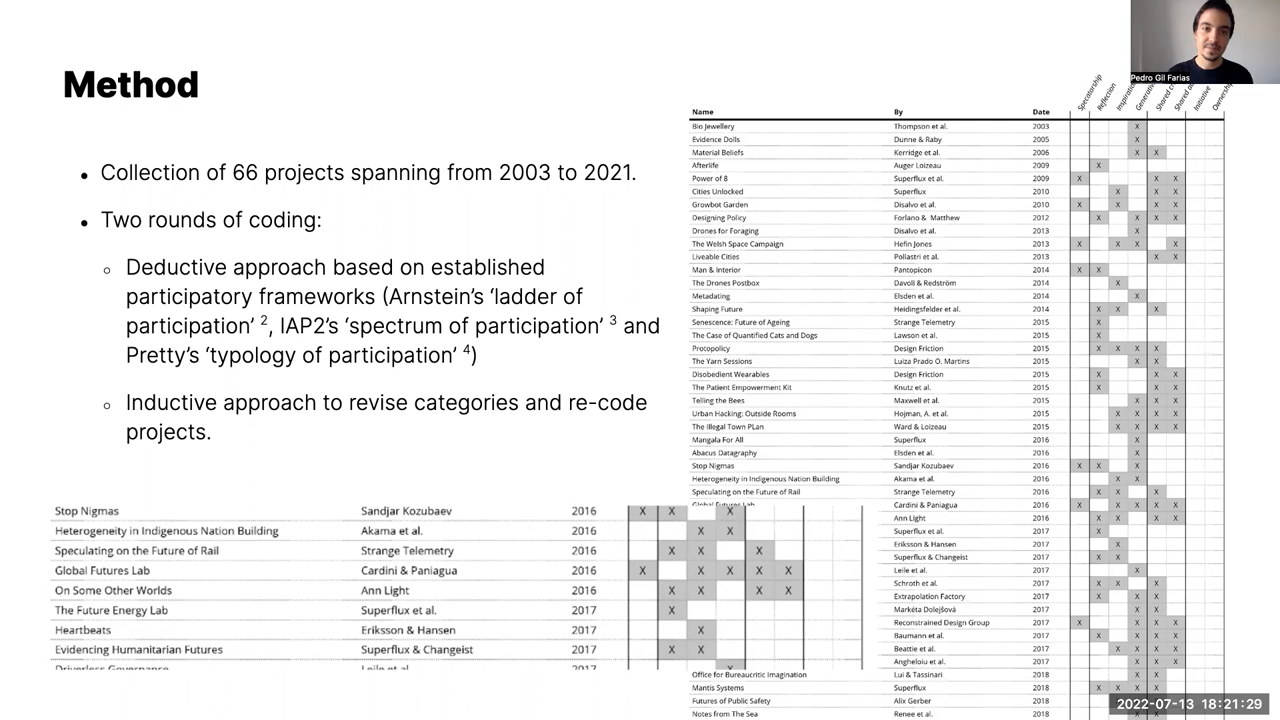 Method
• Collection of 66 projects spanning from 2003 to 2021.
• Two rounds of coding:
○ Deductive approach based on established
participatory frameworks (Arnstein's 'ladder of
participation' 2, IAP2's 'spectrum of participation' 3 and
Pretty's 'typology of participation' 4)
○ Inductive approach to revise categories and re-code
projects.
Stop Nigmas Sandjar Kozubaev 2016 X X X
Heterogeneity in Indigenous Nation Building Akama et al. 2016 X X
Speculating on the Future of Rail Strange Telemetry 2016 X X X
Global Futures Lab Cardini & Paniagua 2016 X X X X X
On Some Other Worlds Ann Light 2016 X X X X
The Future Energy Lab Superflux et al. 2017 X
Heartbeats Eriksson & Hansen 2017 X
Evidencing Humanitarian Futures Superflux & Changeist 2017 X X
Driverless Governance Leile et al. 2017 X
Pedro Gil Farias
Name By Date Spectatorship Reflection
Bio Jewellery Thompson et al. 2003 X
Evidence Dolls Dunne & Raby 2005 X
Material Beliefs Kerridge et al. 2006 X X
Afterlife Auger Loizeau 2009 X
Power of 8 Superflux et al. 2009 X X X
Cities Unlocked Superflux 2010 X X X
Growbot Garden Disalvo et al. 2010 X X X X
Designing Policy Forlano & Matthew 2012 X X X X
Drones for Foraging Disalvo et al. 2013 X
The Welsh Space Campaign Hefin Jones 2013 X X X X
Liveable Cities Pollastri et al. 2013 X X
Man & Interior Pantopicon 2014 X X
The Drones Postbox Davoli & Redström 2014 X
Metadating Elsden et al. 2014 X
Shaping Future Heidingsfelder et al. 2014 X X X
Senescence: Future of Ageing Strange Telemetry 2015 X
The Case of Quantified Cats and Dogs Lawson et al. 2015 X
Protopolicy Design Friction 2015 X X X X
The Yarn Sessions Luiza Prado O. Martins 2015 X X
Disobedient Wearables Design Friction 2015 X X X
The Patient Empowerment Kit Knutz et al. 2015 X X X
Telling the Bees Maxwell et al. 2015 X X X
Urban Hacking: Outside Rooms Hojman, A. et al. 2015 X X X X
The Illegal Town PLan Ward & Loizeau 2015 X X X X
Mangala For All Superflux 2016 X
Abacus Datagraphy Elsden et al. 2016 X
Stop Nigmas Sandjar Kozubaev 2016 X X X
Heterogeneity in Indigenous Nation Building Akama et al. 2016 X X
Speculating on the Future of Rail Strange Telemetry 2016 X X X
Global Futures Lab Cardini & Paniagua 2016 X X X X X
Ann Light 2016 X X X X
Superflux et al. 2017 X
Eriksson & Hansen 2017 X
Superflux & Changeist 2017 X X
Leile et al. 2017 X
Schroth et al. 2017 X X X
Extrapolation Factory 2017 X X X
Markéta Dolejšová 2017 X X
Reconstrained Design Group 2017 X X X X
Baumann et al. 2017 X X X X
Beattie et al. 2017 X X X X
Angheloiu et al. 2017 X X X
Office for Bureaucritic Imagination Lui & Tassinari 2018 X X
Mantis Systems Superflux 2018 X X X X
Futures of Public Safety Alix Gerber 2018
Notes from The Sea Renee et al. 2018
2022-07-13 18:21:29